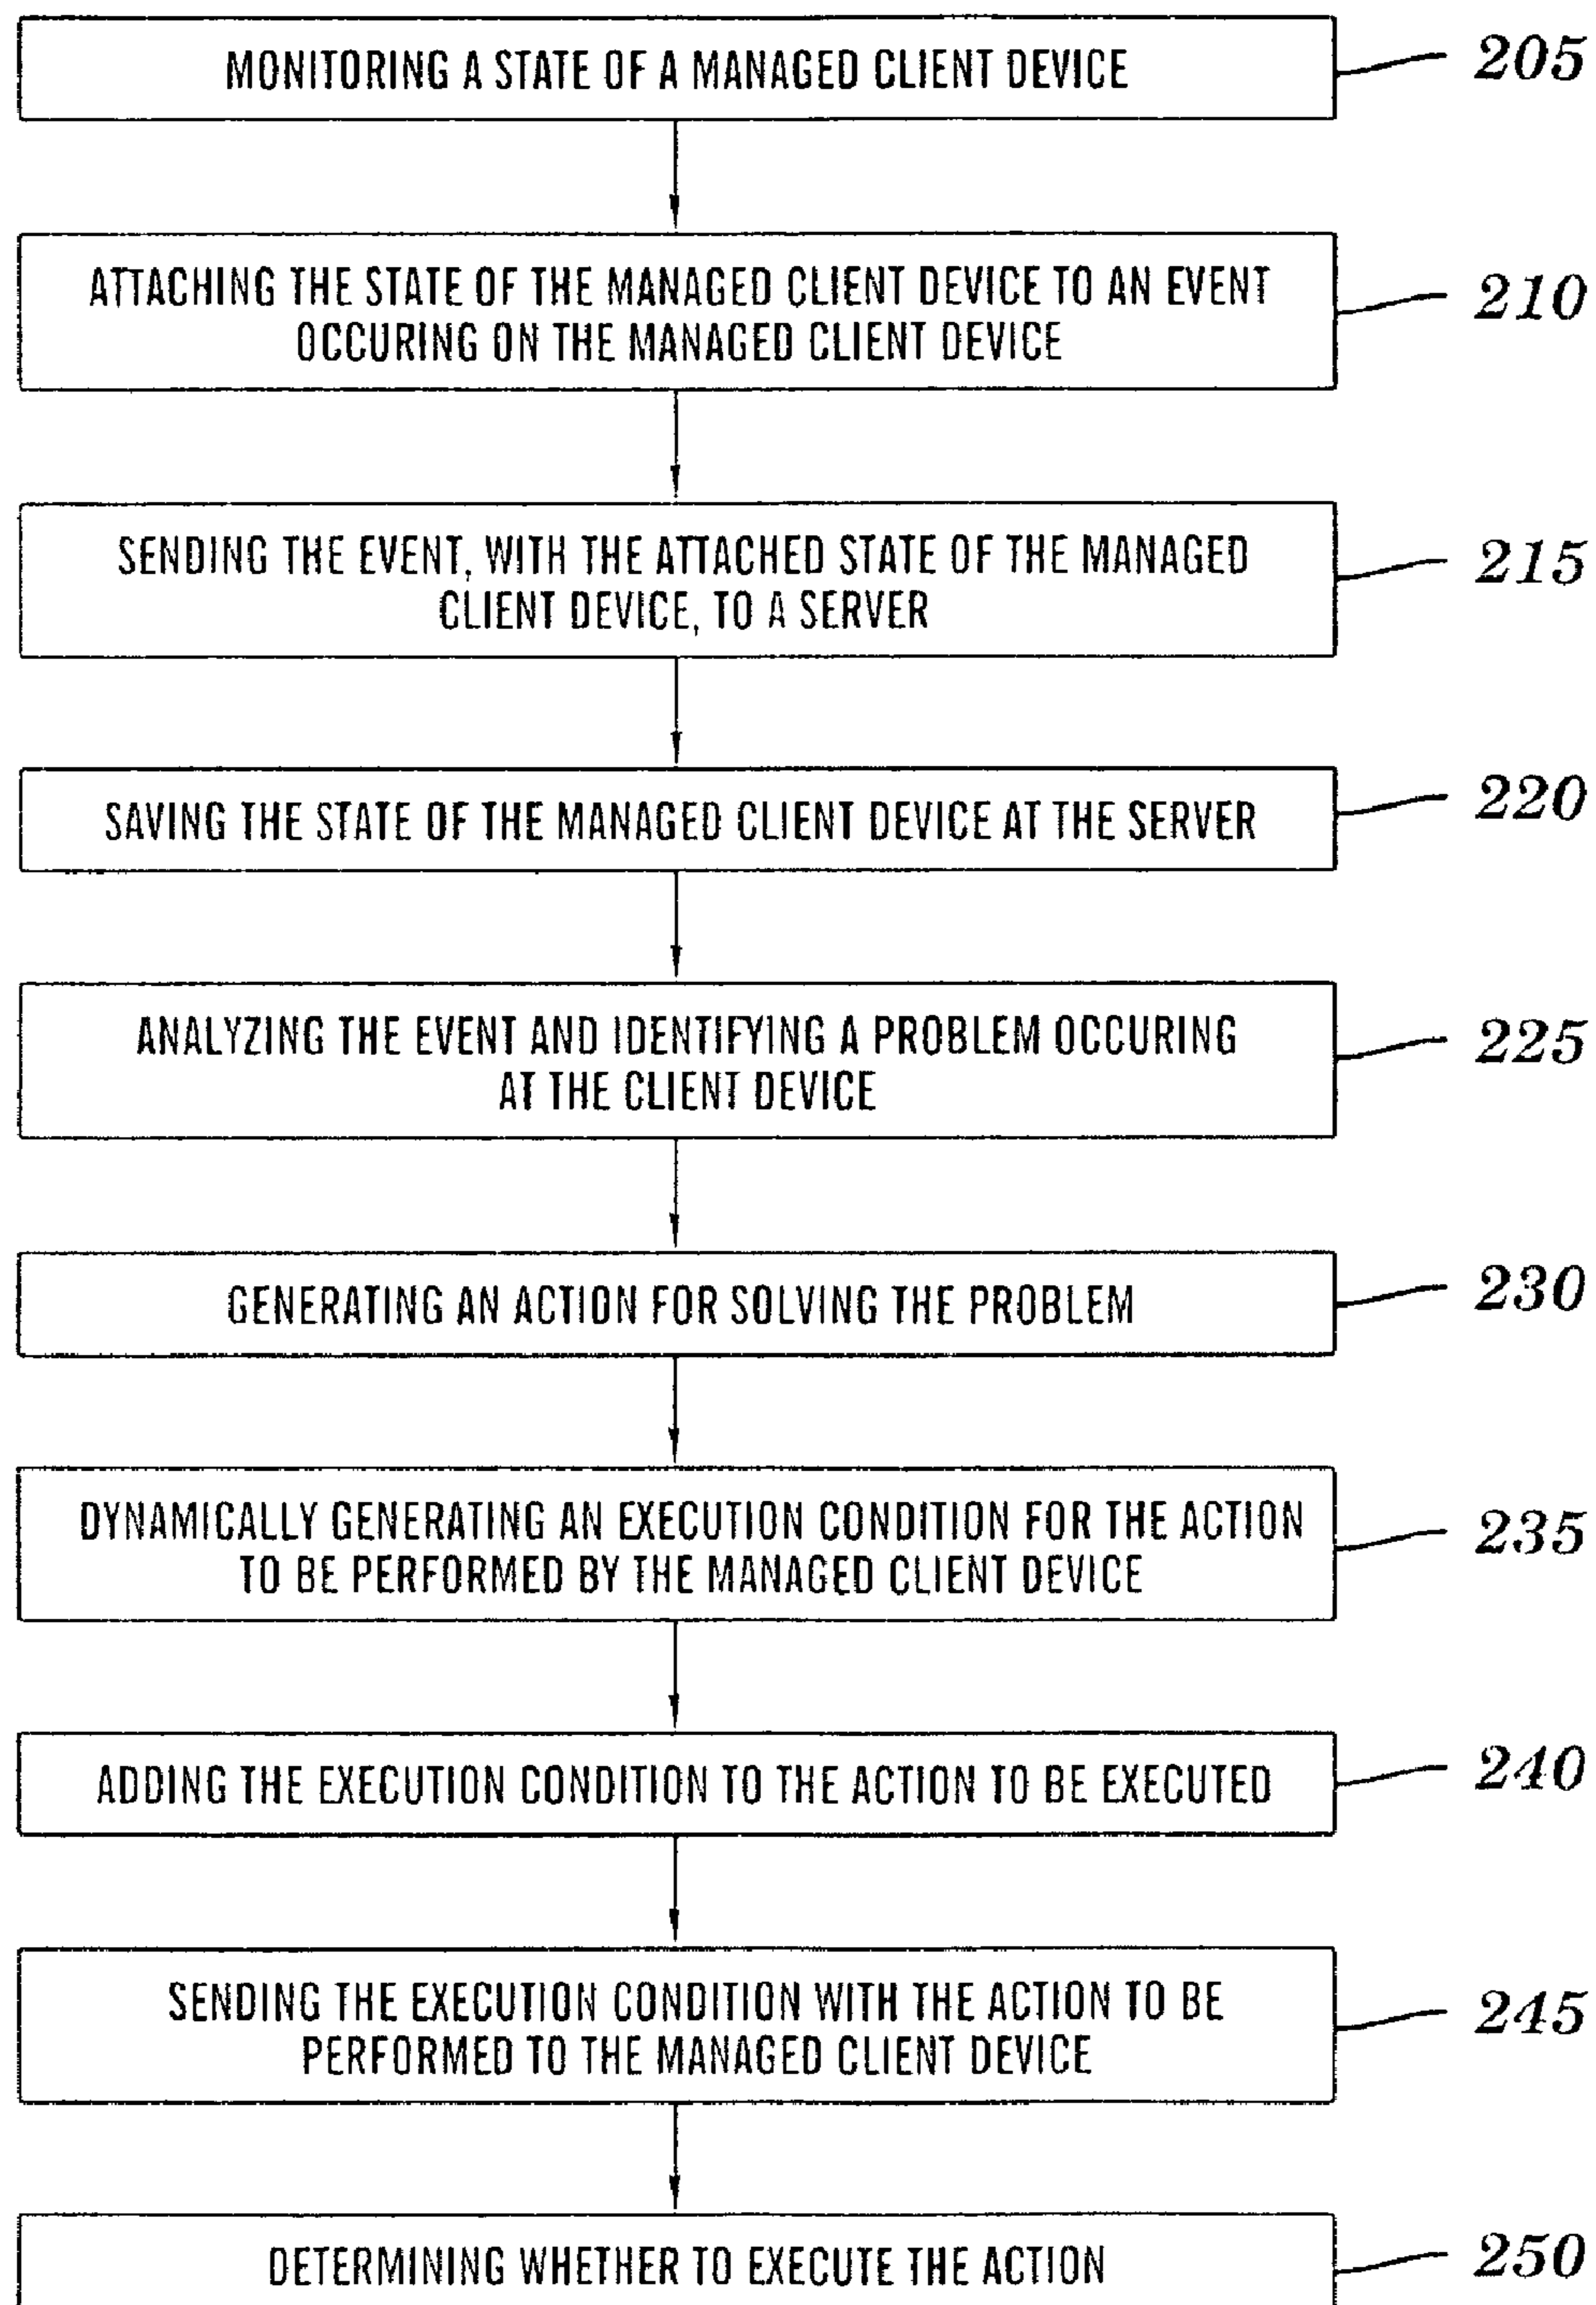 MONITORING A STATE OF A MANAGED CLIENT DEVICE
205
ATTACHING THE STATE OF THE MANAGED CLIENT DEVICE TO AN EVENT
OCCURING ON THE MANAGED CLIENT DEVICE
210
SENDING THE EVENT, WITH THE ATTACHED STATE OF THE MANAGED
CLIENT DEVICE, TO A SERVER
215
SAVING THE STATE OF THE MANAGED CLIENT DEVICE AT THE SERVER
220
ANALYZING THE EVENT AND IDENTIFYING A PROBLEM OCCURING
AT THE CLIENT DEVICE
225
GENERATING AN ACTION FOR SOLVING THE PROBLEM
230
DYNAMICALLY GENERATING AN EXECUTION CONDITION FOR THE ACTION
TO BE PERFORMED BY THE MANAGED CLIENT DEVICE
235
ADDING THE EXECUTION CONDITION TO THE ACTION TO BE EXECUTED
240
SENDING THE EXECUTION CONDITION WITH THE ACTION TO BE
PERFORMED TO THE MANAGED CLIENT DEVICE
245
DETERMINING WHETHER TO EXECUTE THE ACTION
250